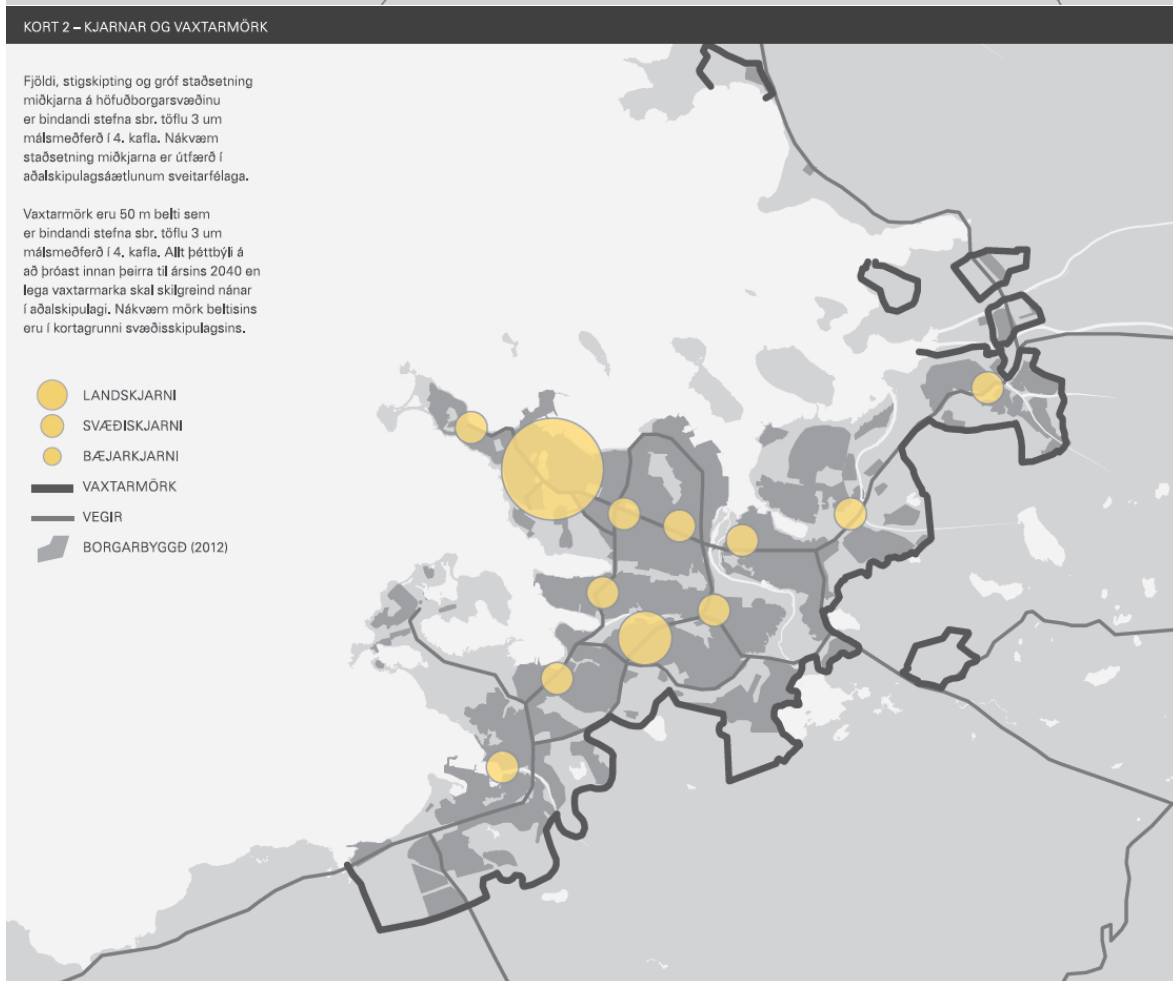 KORT 2 – KJARNAR OG VAXTARMÖRK
Fjöldi, stigskipting og gróf staðsetning
miðkjarna á höfuðborgarsvæðinu
er bindandi stefna sbr. töflu 3 um
málsmeðferð í 4. kafla. Nákvæm
staðsetning miðkjarna er útfærð í
aðalskipulagsáætlunum sveitarfélaga.
Vaxtarmörk eru 50 m belti sem
er bindandi stefna sbr. töflu 3 um
málsmeðferð í 4. kafla. Allt þéttbýli á
að þróast innan þeirra til ársins 2040 en
lega vaxtarmarka skal skilgreind nánar
í aðalskipulagi. Nákvæm mörk beltisins
eru í kortagrunni svæðisskipulagsins.
LANDSKJARNI
SVÆÐISKJARNI
BÆJARKJARNI
VAXTARMÖRK
VEGIR
BORGARBYGGÐ (2012)